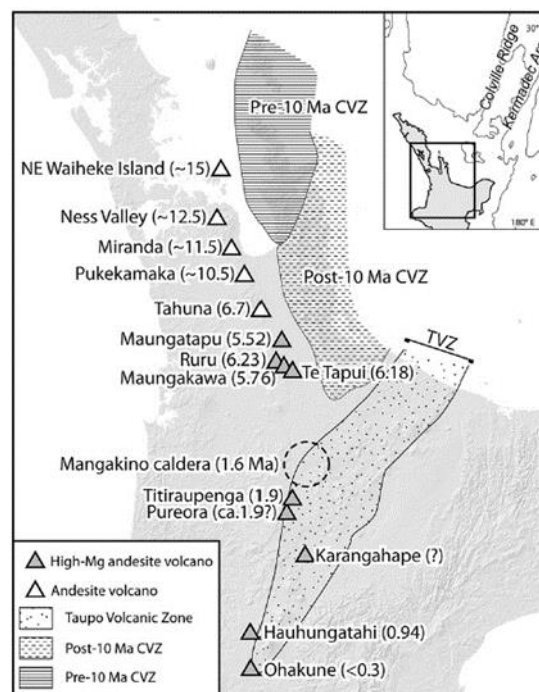 30°
Colville Ridge
Kermadec Arc
180° E
Pre-10 Ma CVZ
NE Waiheke Island (~15)
Ness Valley (~12.5)
Miranda (~11.5)
Pukekamaka (~10.5)
Post-10 Ma CVZ
Tahuna (6.7)
TVZ
Maungatapu (5.52)
Ruru (6.23)
Te Tapui (6.18)
Maungakawa (5.76)
Mangakino caldera (1.6 Ma)
Titiraupenga (1.9)
Pureora (ca.1.9?)
Karangahape (?)
Hauhungatahi (0.94)
Ohakune (<0.3)
High-Mg andesite volcano
Andesite volcano
Taupo Volcanic Zone
Post-10 Ma CVZ
Pre-10 Ma CVZ